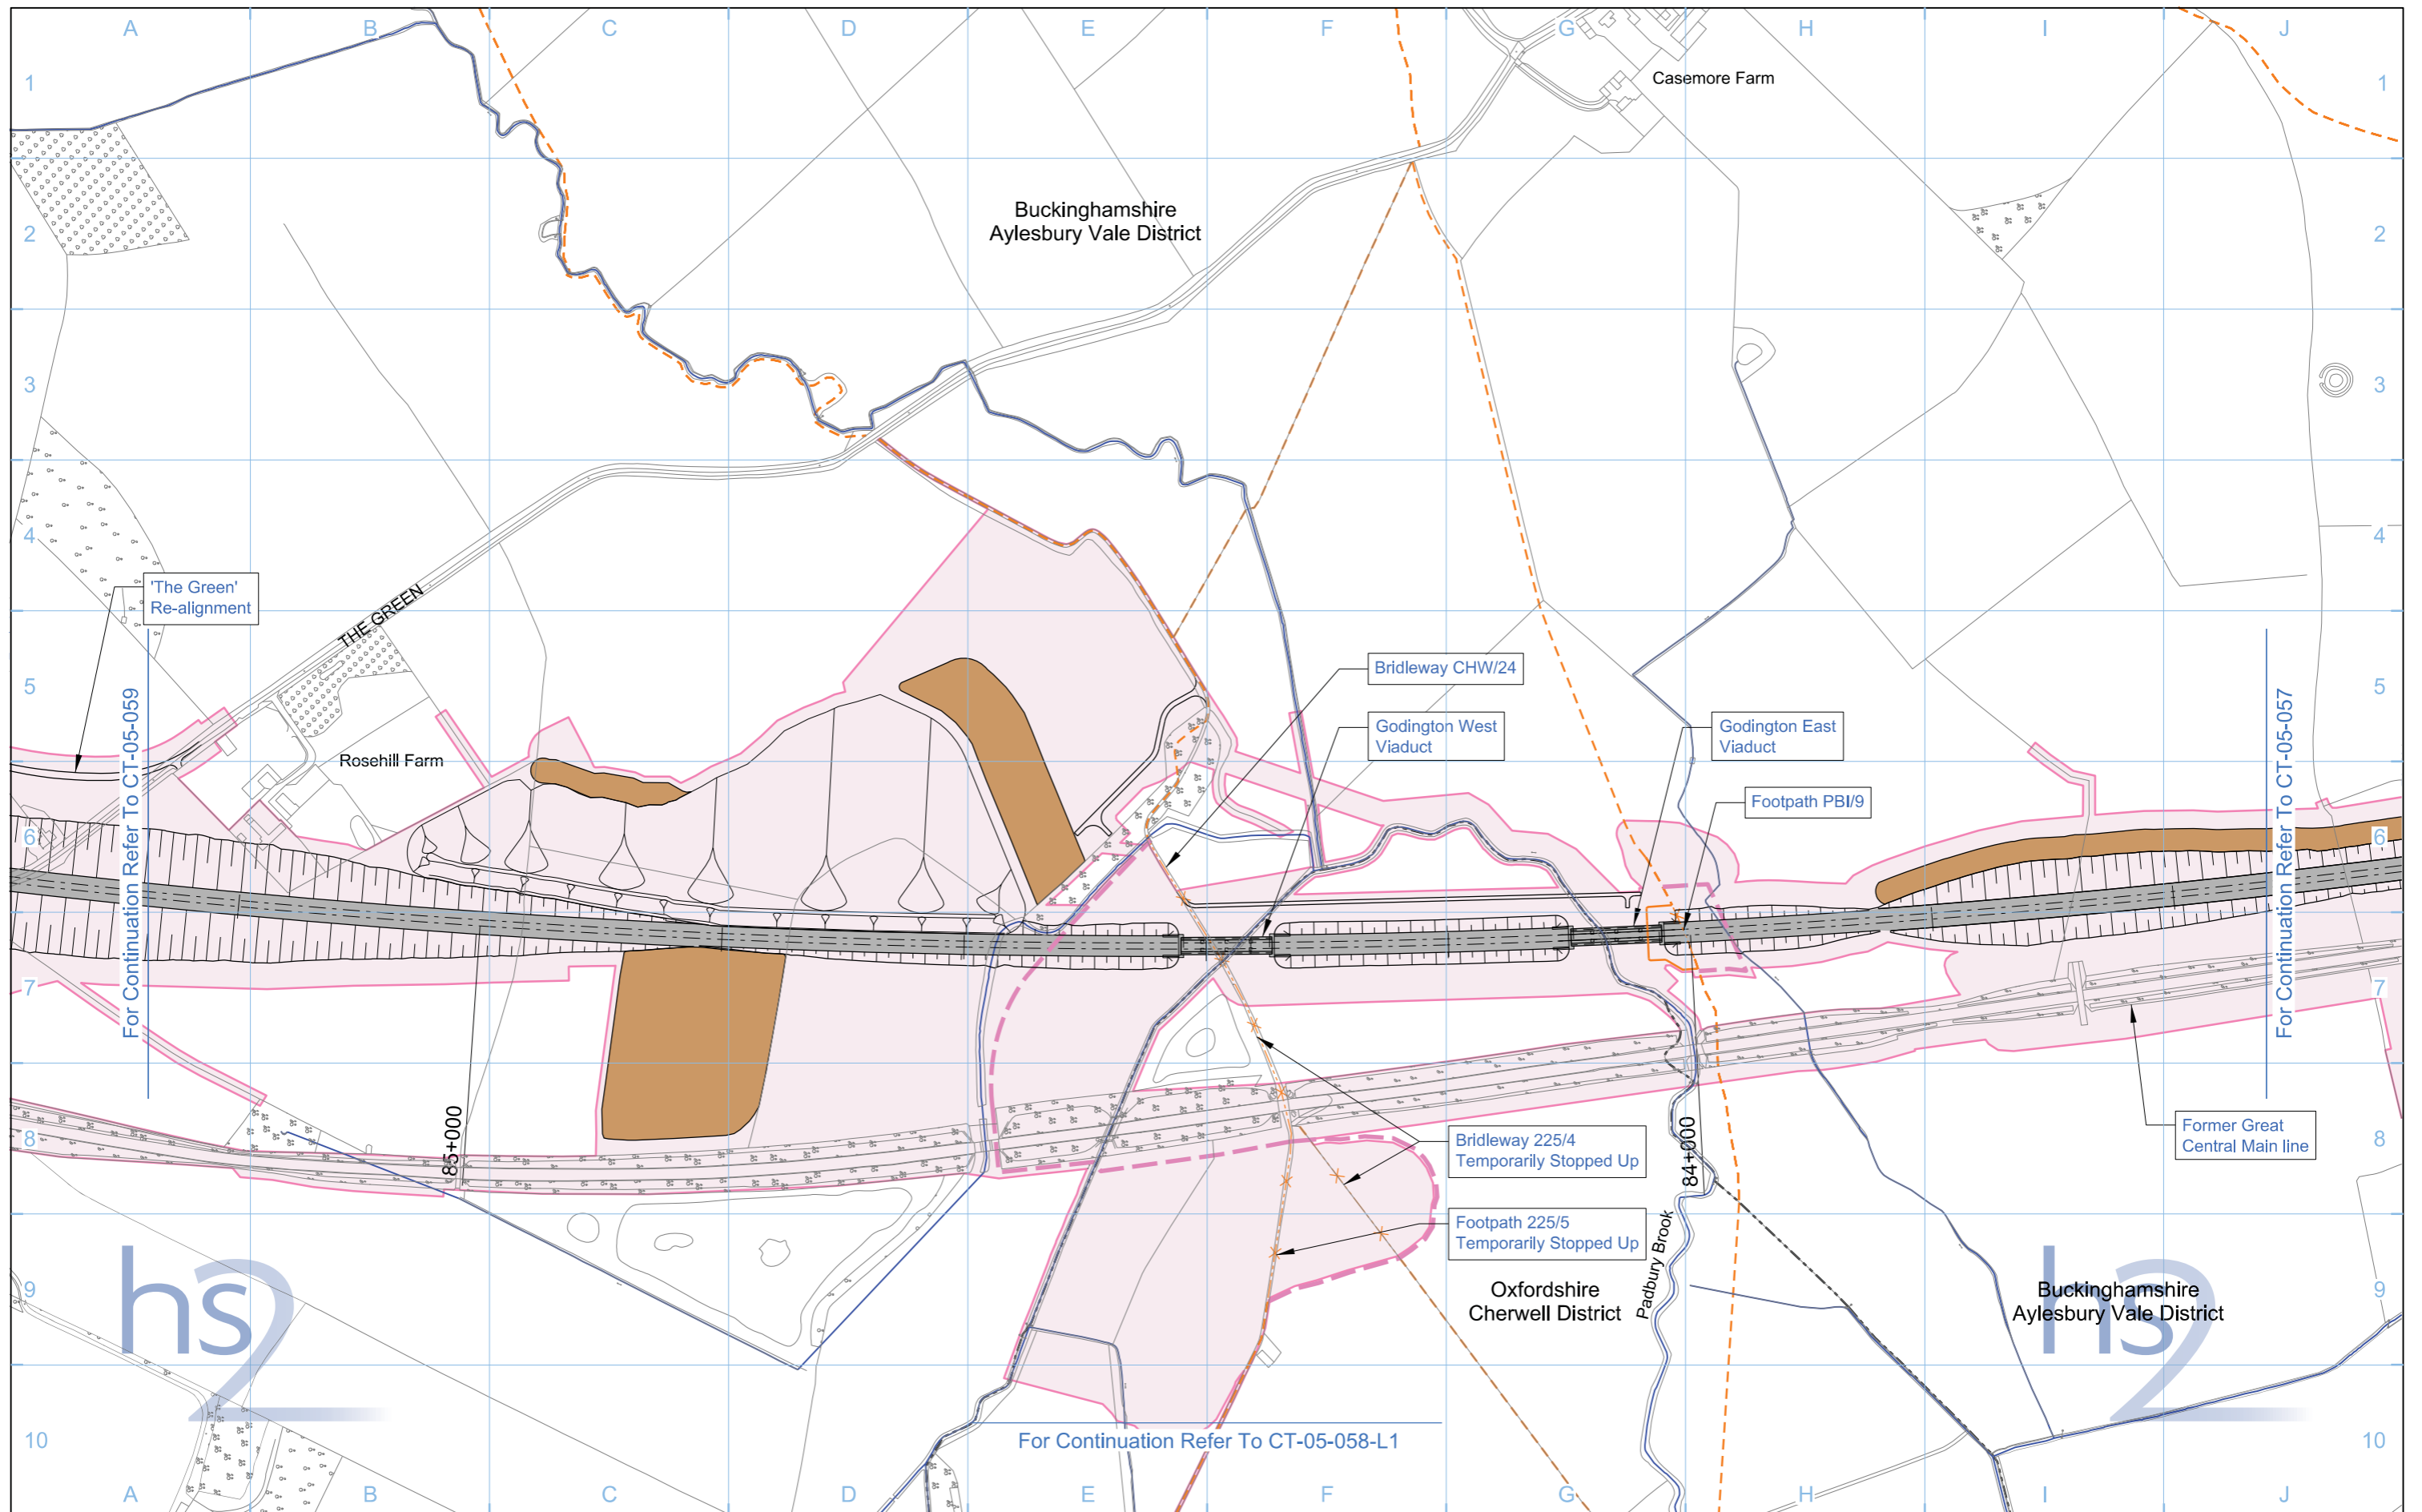 A B C D E F G H I J
1 1
Casemore Farm
2 2
Buckinghamshire
Aylesbury Vale District
3 3
4 4
'The Green'
Re-alignment
THE GREEN
5 5
Bridleway CHW/24
Godington West
Viaduct
Godington East
Viaduct
Rosehill Farm
Footpath PBI/9
For Continuation Refer To CT-05-059
For Continuation Refer To CT-05-057
6 6
7 7
85+000
84+000
8 8
Bridleway 225/4
Temporarily Stopped Up
Former Great
Central Main line
Footpath 225/5
Temporarily Stopped Up
Padbury Brook
9 9
hs2
Oxfordshire
Cherwell District
Buckinghamshire
Aylesbury Vale District
hs2
10 10
For Continuation Refer To CT-05-058-L1
A B C D E F G H I J